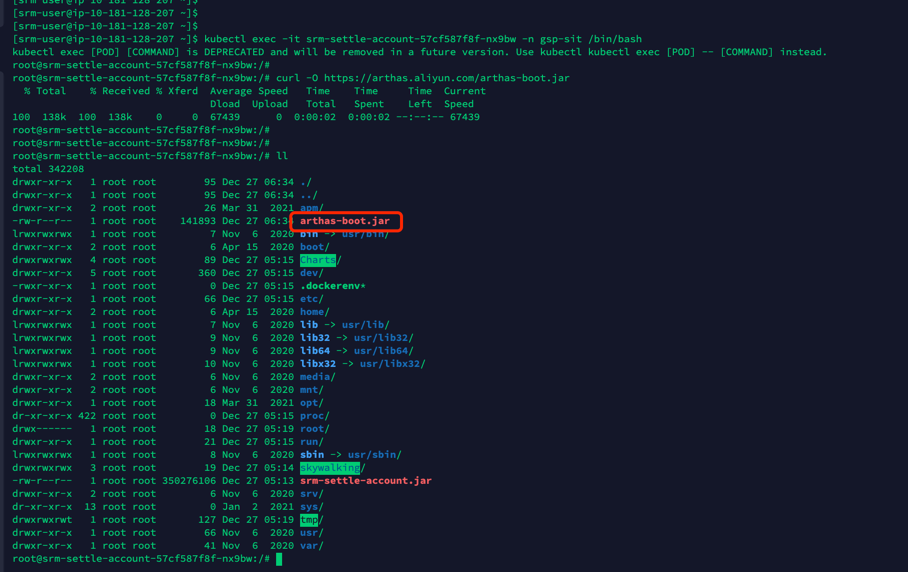 [srm-user@ip-10-181-128-207 ~]$
[srm-user@ip-10-181-128-207 ~]$
[srm-user@ip-10-181-128-207 ~]$
[srm-user@ip-10-181-128-207 ~]$ kubectl exec -it srm-settle-account-57cf587f8f-nx9bw -n gsp-sit /bin/bash
kubectl exec [POD] [COMMAND] is DEPRECATED and will be removed in a future version. Use kubectl kubectl exec [POD] -- [COMMAND] instead.
root@srm-settle-account-57cf587f8f-nx9bw:/#
root@srm-settle-account-57cf587f8f-nx9bw:/# curl -O https://arthas.aliyun.com/arthas-boot.jar
% Total    % Received % Xferd  Average Speed   Time    Time     Time  Current
Dload  Upload   Total   Spent    Left  Speed
100  138k  100  138k    0     0  67439      0  0:00:02  0:00:02 --:--:-- 67439
root@srm-settle-account-57cf587f8f-nx9bw:/#
root@srm-settle-account-57cf587f8f-nx9bw:/#
root@srm-settle-account-57cf587f8f-nx9bw:/# ll
total 342208
drwxr-xr-x   1 root root        95 Dec 27 06:34 ./
drwxr-xr-x   1 root root        95 Dec 27 06:34 ../
drwxr-xr-x   2 root root        26 Mar 31  2021 apm/
-rw-r--r--   1 root root    141893 Dec 27 06:34 arthas-boot.jar
lrwxrwxrwx   1 root root         7 Nov  6  2020 bin -> usr/bin/
drwxr-xr-x   2 root root         6 Apr 15  2020 boot/
drwxrwxrwx   4 root root        89 Dec 27 05:15 Charts/
drwxr-xr-x   5 root root       360 Dec 27 05:15 dev/
-rwxr-xr-x   1 root root         0 Dec 27 05:15 .dockerenv*
drwxr-xr-x   1 root root        66 Dec 27 05:15 etc/
drwxr-xr-x   2 root root         6 Apr 15  2020 home/
lrwxrwxrwx   1 root root         7 Nov  6  2020 lib -> usr/lib/
lrwxrwxrwx   1 root root         9 Nov  6  2020 lib32 -> usr/lib32/
lrwxrwxrwx   1 root root         9 Nov  6  2020 lib64 -> usr/lib64/
lrwxrwxrwx   1 root root        10 Nov  6  2020 libx32 -> usr/libx32/
drwxr-xr-x   2 root root         6 Nov  6  2020 media/
drwxr-xr-x   2 root root         6 Nov  6  2020 mnt/
drwxr-xr-x   1 root root        18 Mar 31  2021 opt/
dr-xr-xr-x 422 root root         0 Dec 27 05:15 proc/
drwx------   1 root root        18 Dec 27 05:19 root/
drwxr-xr-x   1 root root        21 Dec 27 05:15 run/
lrwxrwxrwx   1 root root         8 Nov  6  2020 sbin -> usr/sbin/
drwxrwxrwx   3 root root        19 Dec 27 05:14 skywalking/
-rw-r--r--   1 root root 350276106 Dec 27 05:13 srm-settle-account.jar
drwxr-xr-x   2 root root         6 Nov  6  2020 srv/
dr-xr-xr-x  13 root root         0 Jan  2  2021 sys/
drwxrwxrwt   1 root root       127 Dec 27 05:19 tmp/
drwxr-xr-x   1 root root        66 Nov  6  2020 usr/
drwxr-xr-x   1 root root        41 Nov  6  2020 var/
root@srm-settle-account-57cf587f8f-nx9bw:/#